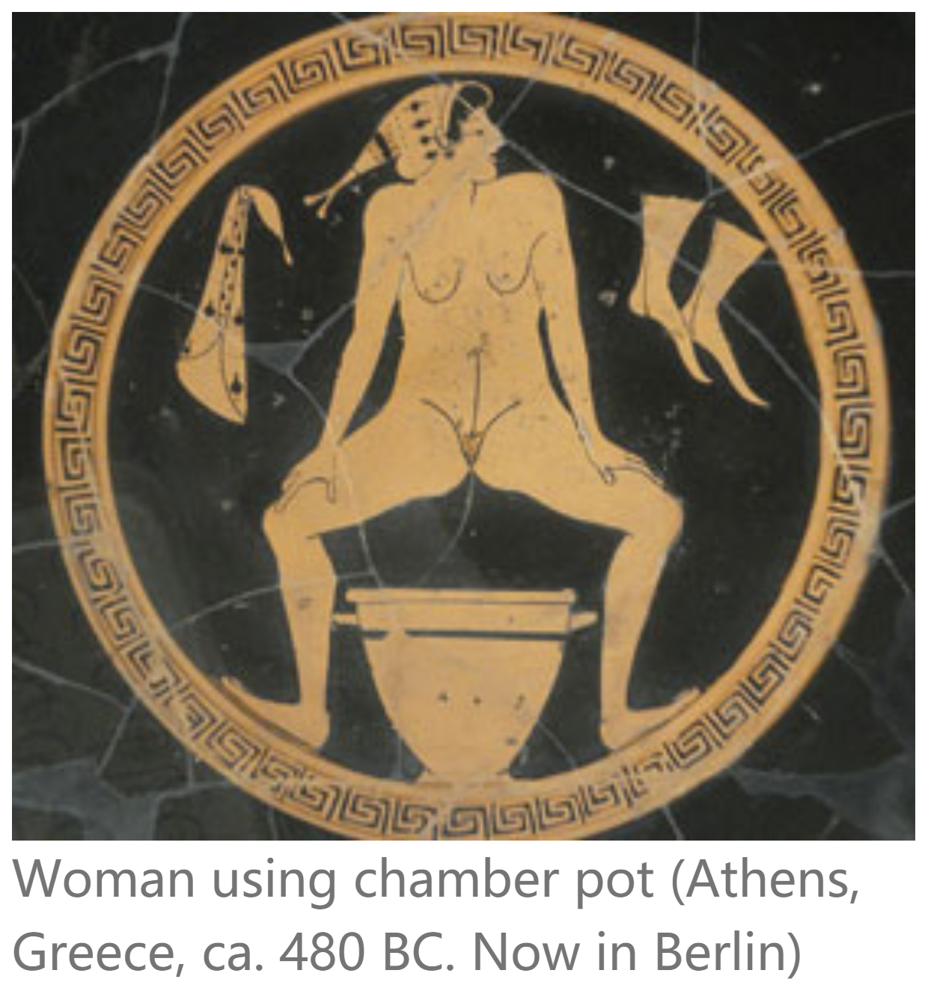 Woman using chamber pot (Athens,
Greece, ca. 480 BC. Now in Berlin)